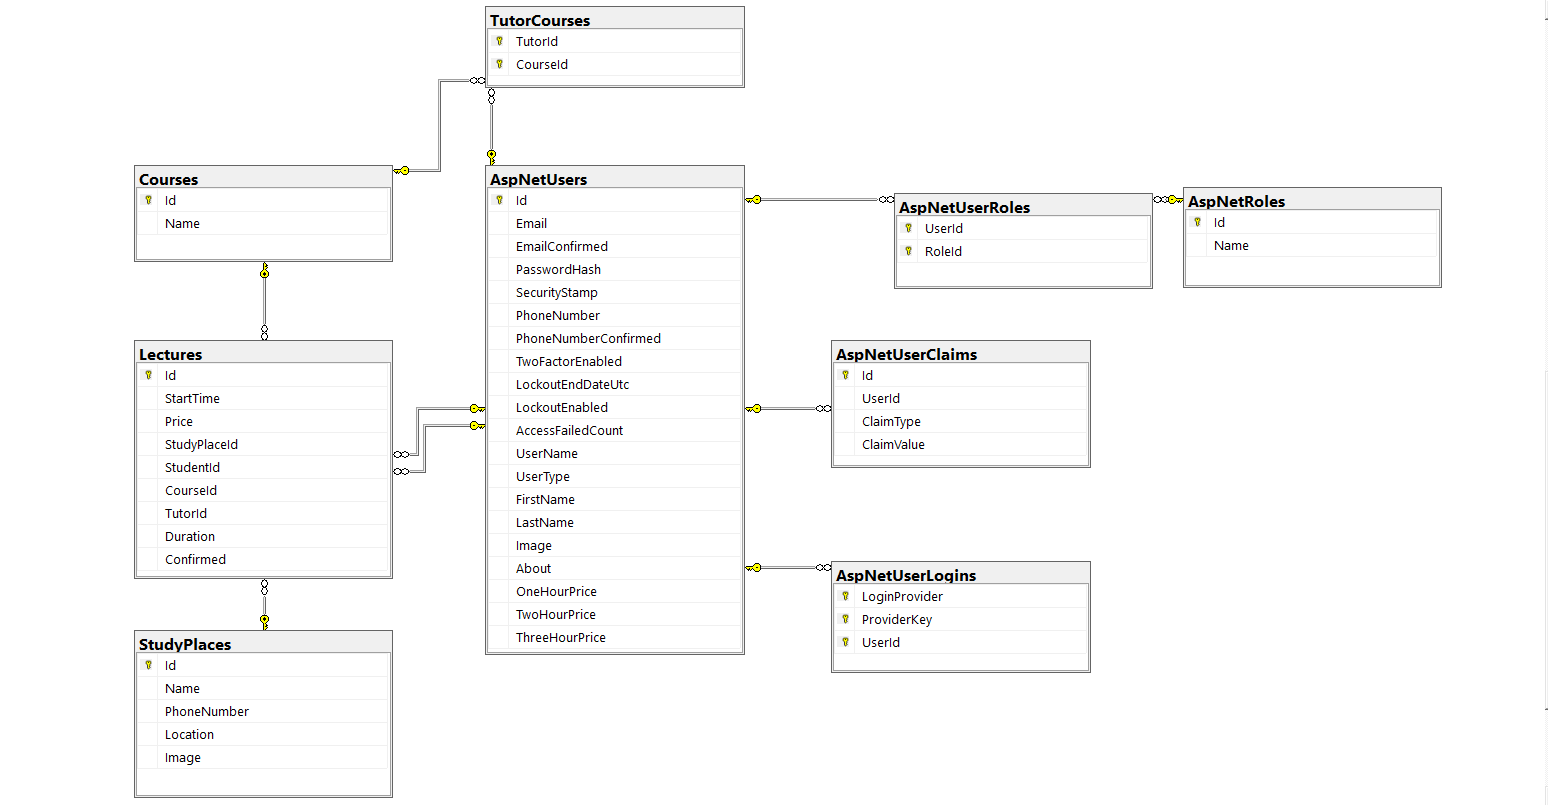 TutorCourses
TutorId
CourseId
Courses
Id
Name
AspNetUsers
Id
Email
EmailConfirmed
PasswordHash
SecurityStamp
PhoneNumber
PhoneNumberConfirmed
TwoFactorEnabled
LockoutEndDateUtc
LockoutEnabled
AccessFailedCount
UserName
UserType
FirstName
LastName
Image
About
OneHourPrice
TwoHourPrice
ThreeHourPrice
AspNetUserRoles
UserId
RoleId
AspNetRoles
Id
Name
Lectures
Id
StartTime
Price
StudyPlaceId
StudentId
CourseId
TutorId
Duration
Confirmed
AspNetUserClaims
Id
UserId
ClaimType
ClaimValue
AspNetUserLogins
LoginProvider
ProviderKey
UserId
StudyPlaces
Id
Name
PhoneNumber
Location
Image